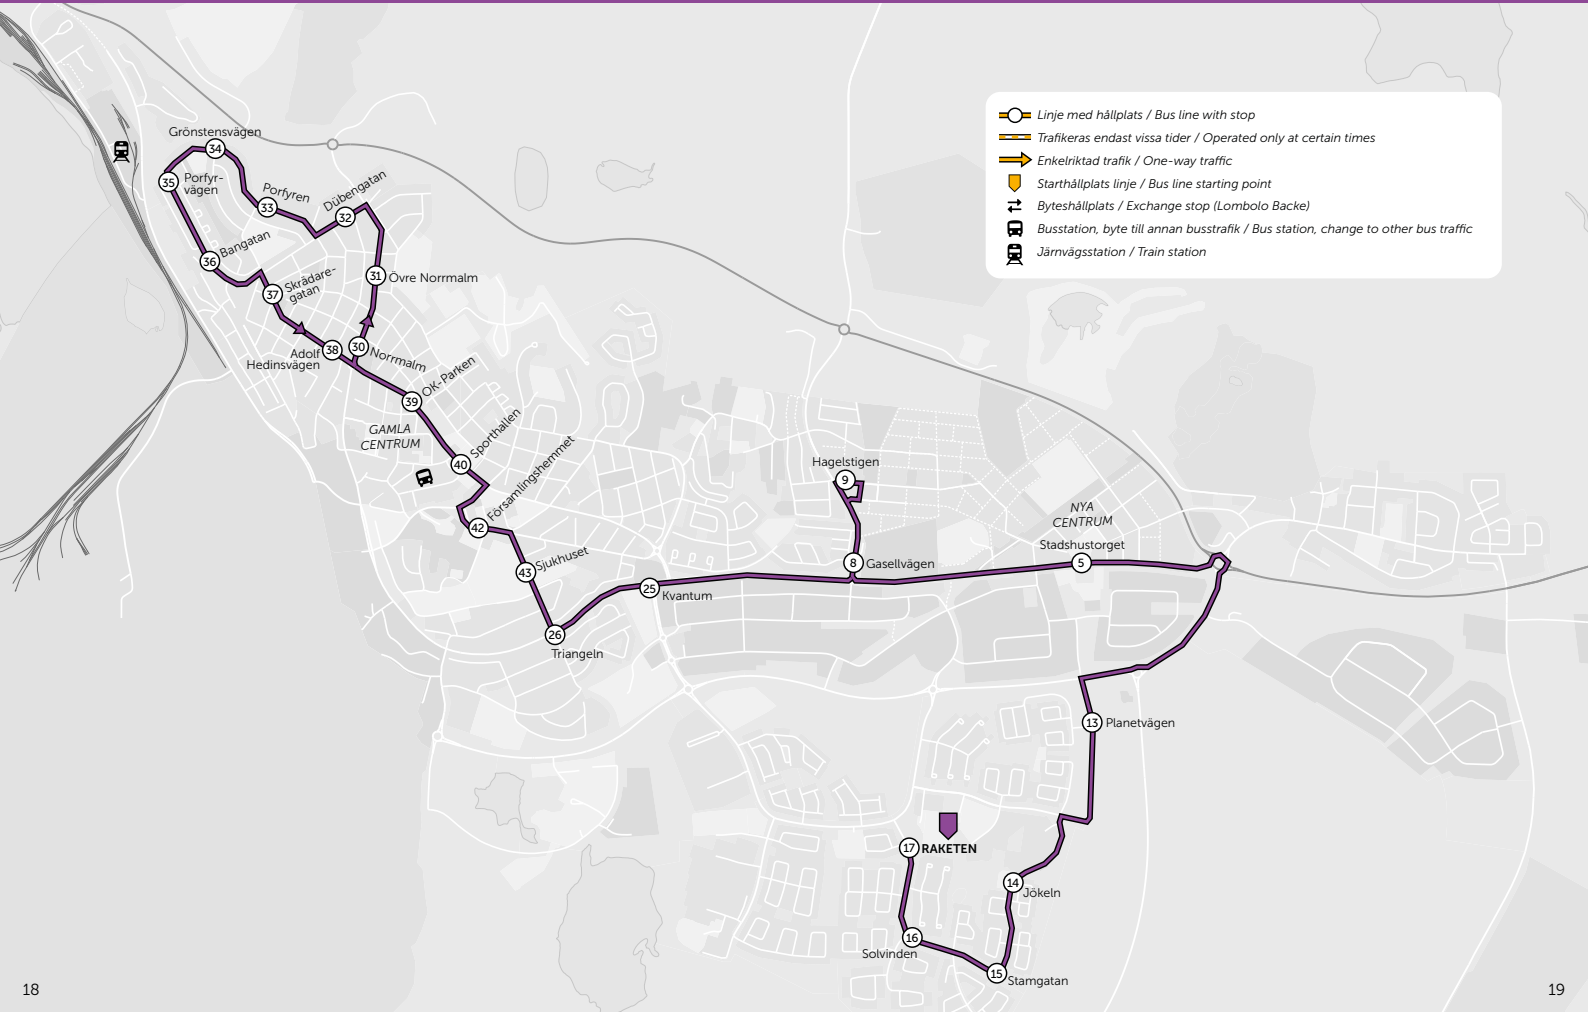 Linje med hållplats / Bus line with stop
Trafikeras endast vissa tider / Operated only at certain times
Enkelriktad trafik / One-way traffic
Starthållplats linje / Bus line starting point
Byteshållplats / Exchange stop (Lombolo Backe)
Busstation, byte till annan busstrafik / Bus station, change to other bus traffic
Järnvägsstation / Train station
Grönstensvägen
34
35
Porfyr-
vägen
Porfyren
33
Dübengatan
32
36
Bangatan
31
Övre Norrmalm
37
Skrädare-
gatan
38
Adolf
Hedinsvägen
30
Norrmalm
39
OK-Parken
GAMLA
CENTRUM
40
Sporthallen
42
Församlingshemmet
43
Sjukhuset
26
Triangeln
25
Kvantum
Hagelstigen
9
8
Gasellvägen
NYA
CENTRUM
Stadshustorget
5
13
Planetvägen
17
RAKETEN
14
Jökeln
16
Solvinden
15
Stamgatan
18
19